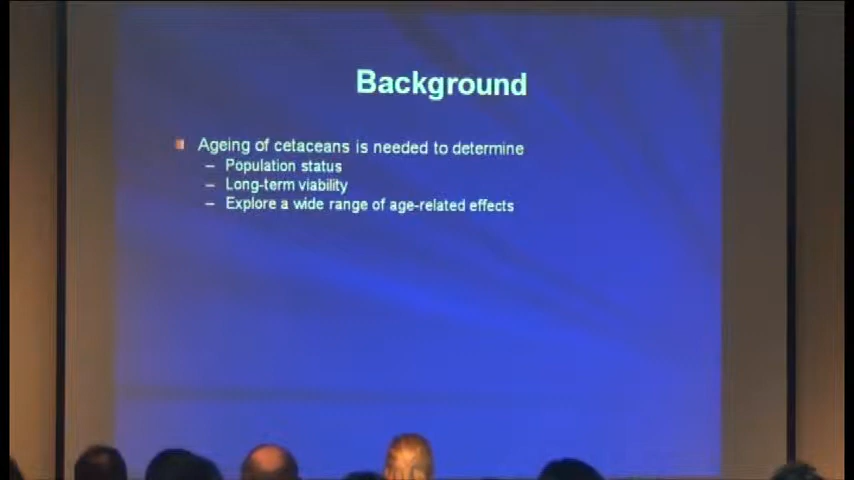 Background
Ageing of cetaceans is needed to determine
– Population status
– Long-term viability
– Explore a wide range of age-related effects